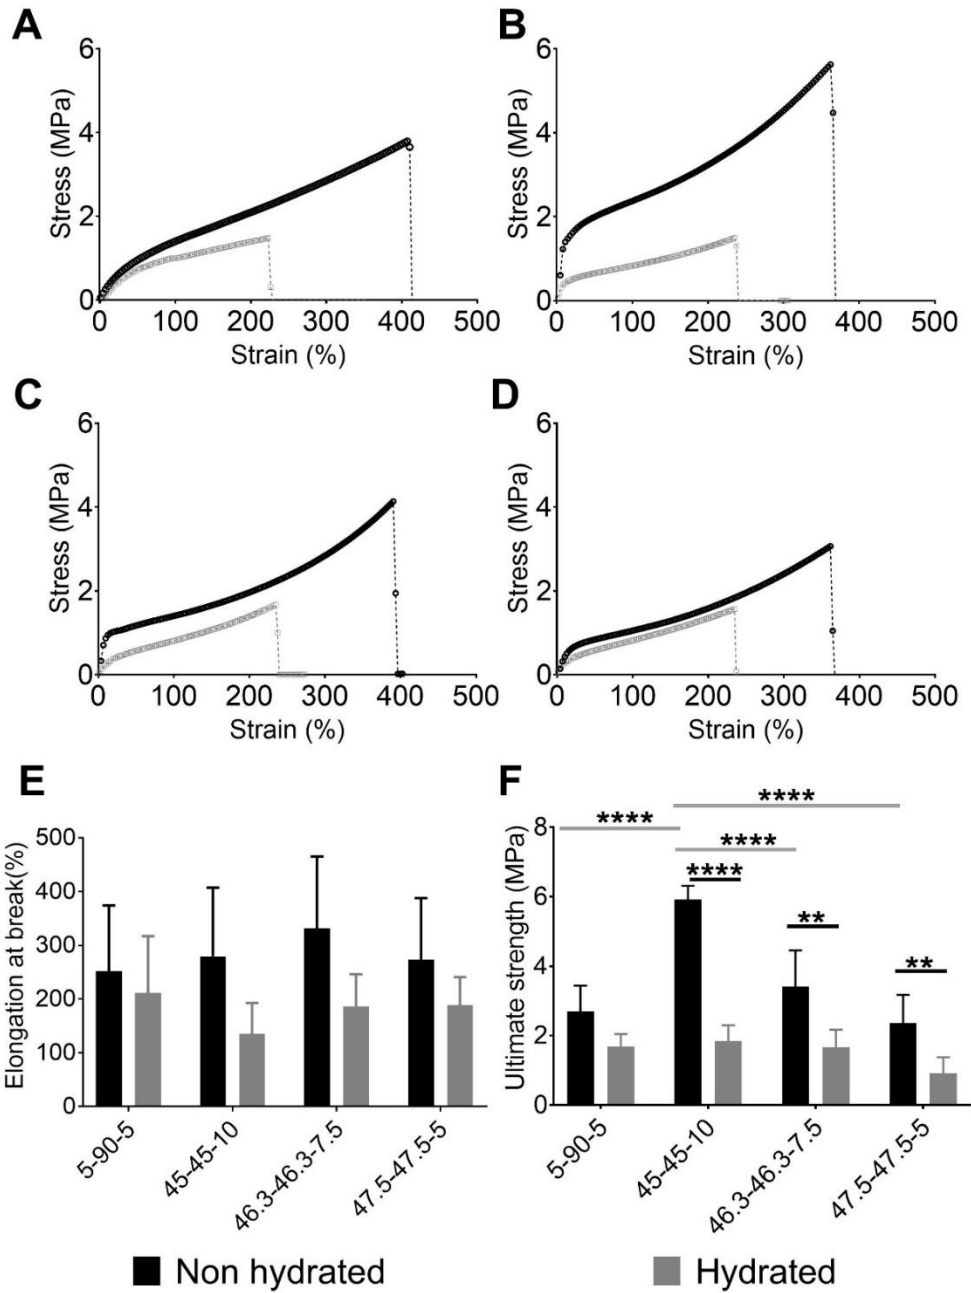 A
6
4
2
0
Stress (MPa)
0 100 200 300 400 500
Strain (%)
B
6
4
2
0
Stress (MPa)
0 100 200 300 400 500
Strain (%)
C
6
4
2
0
Stress (MPa)
0 100 200 300 400 500
Strain (%)
D
6
4
2
0
Stress (MPa)
0 100 200 300 400 500
Strain (%)
E
500
400
300
200
100
0
Elongation at break(%)
5-90-5
45-45-10
46.3-46.3-7.5
47.5-47.5-5
F
8
6
4
2
0
Ultimate strength (MPa)
****
****
****
****
**
**
5-90-5
45-45-10
46.3-46.3-7.5
47.5-47.5-5
Non hydrated
Hydrated